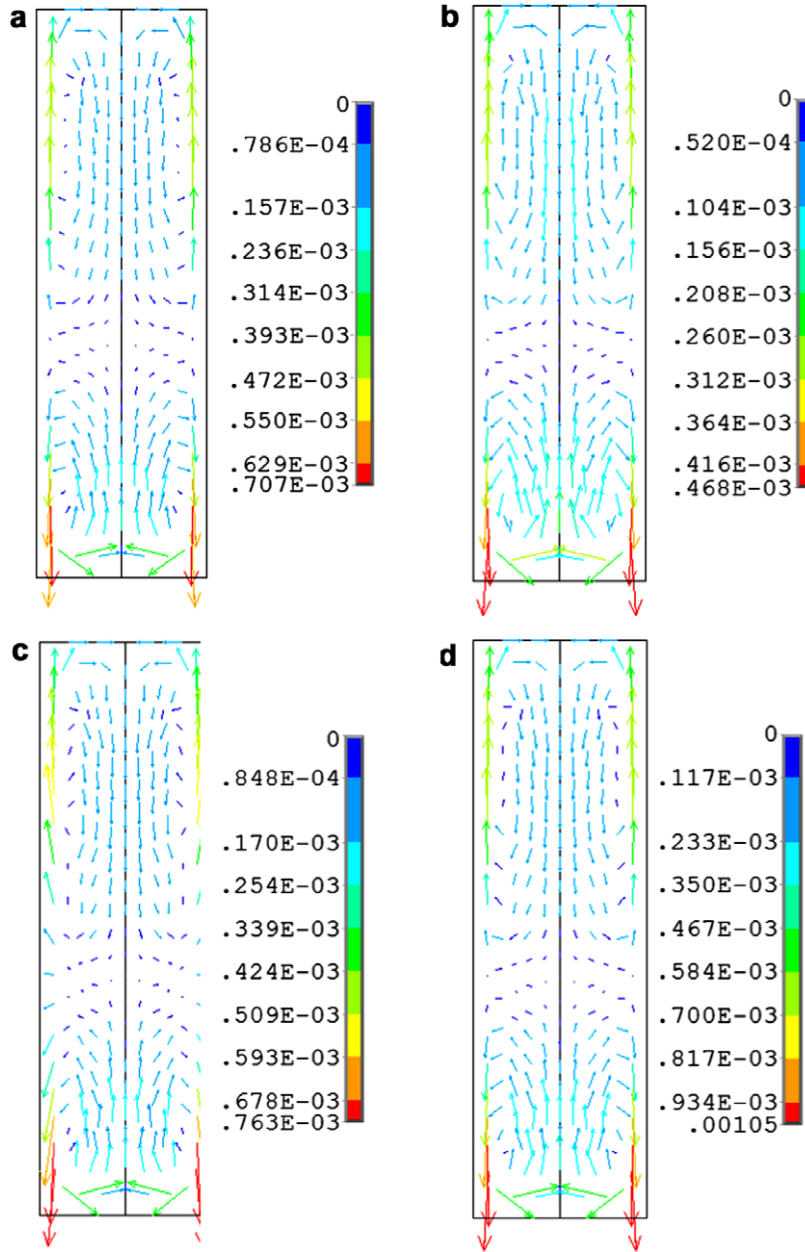 a
0
.786E-04
.157E-03
.236E-03
.314E-03
.393E-03
.472E-03
.550E-03
.629E-03
.707E-03
b
0
.520E-04
.104E-03
.156E-03
.208E-03
.260E-03
.312E-03
.364E-03
.416E-03
.468E-03
c
0
.848E-04
.170E-03
.254E-03
.339E-03
.424E-03
.509E-03
.593E-03
.678E-03
.763E-03
d
0
.117E-03
.233E-03
.350E-03
.467E-03
.584E-03
.700E-03
.817E-03
.934E-03
.00105